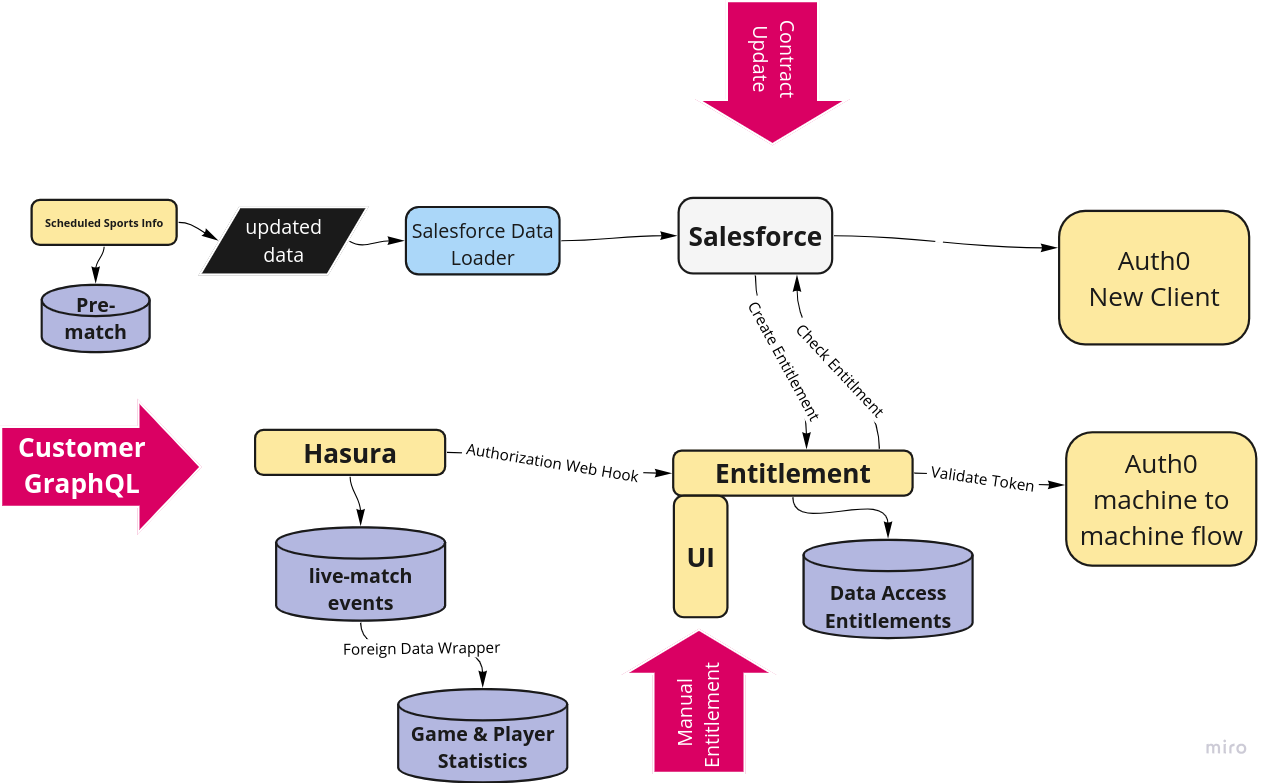 Contract
Update
Scheduled Sports Info
updated
data
Salesforce Data
Loader
Salesforce
Auth0
New Client
Pre-
match
Create Entitlement
Check Entitlment
Customer
GraphQL
Hasura
Authorization Web Hook
Entitlement
Validate Token
Auth0
machine to
machine flow
UI
live-match
events
Data Access
Entitlements
Foreign Data Wrapper
Game & Player
Statistics
Manual
Entitlement
miro